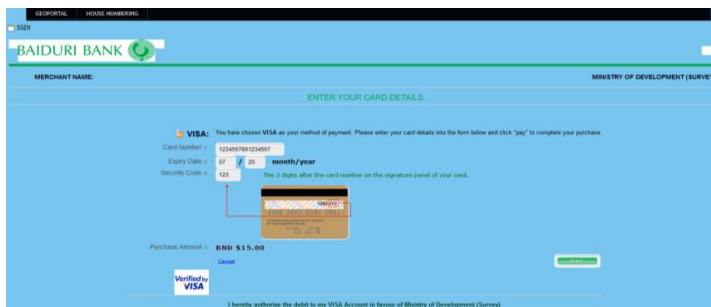 GEOPORTAL HOUSE NUMBERING
SSDI
BAIDURI BANK
MERCHANT NAME: MINISTRY OF DEVELOPMENT (SURVEY
ENTER YOUR CARD DETAILS
VISA: You have chosen VISA as your method of payment. Please enter your card details into the form below and click "pay" to complete your purchase.
Card Number :: 1234567891234567
Expiry Date :: 07 / 20 month/year
Security Code :: 123 The 3 digits after the card number on the signature panel of your card.
Purchase Amount :: BND $15.00
Cancel
Verified by
VISA
I hereby authorise the debit to my VISA Account in favour of Ministry of Development (Survey)